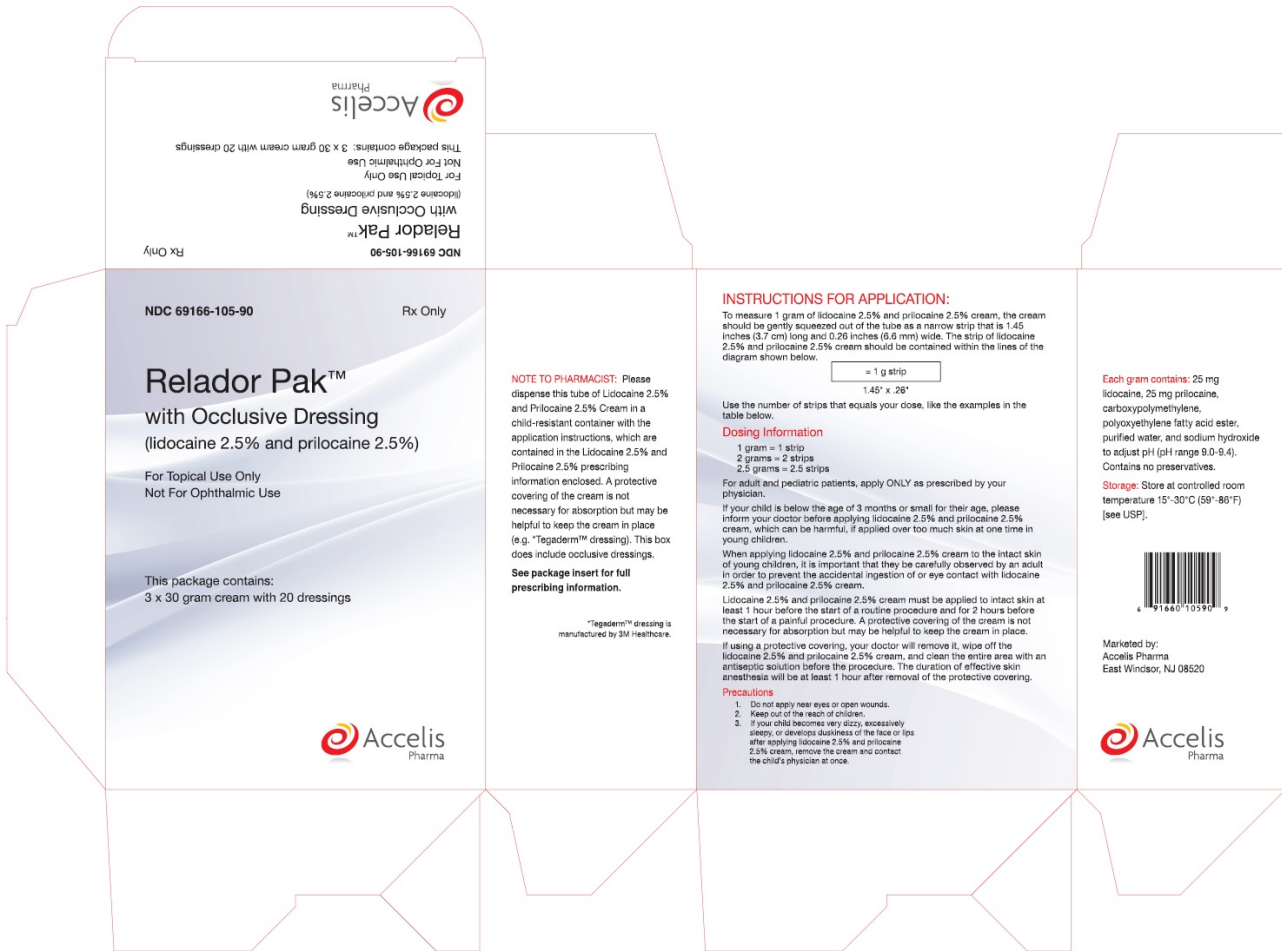 Accelis
Pharma
This package contains: 3 x 30 gram cream with 20 dressings
Not For Ophthalmic Use
For Topical Use Only
(lidocaine 2.5% and prilocaine 2.5%)
with Occlusive Dressing
Relador Pak™
NDC 69166-105-90
Rx Only
NDC 69166-105-90
Rx Only
Relador Pak™
with Occlusive Dressing
(lidocaine 2.5% and prilocaine 2.5%)
For Topical Use Only
Not For Ophthalmic Use
This package contains:
3 x 30 gram cream with 20 dressings
Accelis
Pharma
NOTE TO PHARMACIST: Please
dispense this tube of Lidocaine 2.5%
and Prilocaine 2.5% Cream in a
child-resistant container with the
application instructions, which are
contained in the Lidocaine 2.5% and
Prilocaine 2.5% prescribing
information enclosed. A protective
covering of the cream is not
necessary for absorption but may be
helpful to keep the cream in place
(e.g. *Tegaderm™ dressing). This box
does include occlusive dressings.
See package insert for full
prescribing information.
*Tegaderm™ dressing is
manufactured by 3M Healthcare.
INSTRUCTIONS FOR APPLICATION:
To measure 1 gram of lidocaine 2.5% and prilocaine 2.5% cream, the cream
should be gently squeezed out of the tube as a narrow strip that is 1.45
inches (3.7 cm) long and 0.26 inches (6.6 mm) wide. The strip of lidocaine
2.5% and prilocaine 2.5% cream should be contained within the lines of the
diagram shown below.
= 1 g strip
1.45" x .26"
Use the number of strips that equals your dose, like the examples in the
table below.
Dosing Information
1 gram = 1 strip
2 grams = 2 strips
2.5 grams = 2.5 strips
For adult and pediatric patients, apply ONLY as prescribed by your
physician.
If your child is below the age of 3 months or small for their age, please
inform your doctor before applying lidocaine 2.5% and prilocaine 2.5%
cream, which can be harmful, if applied over too much skin at one time in
young children.
When applying lidocaine 2.5% and prilocaine 2.5% cream to the intact skin
of young children, it is important that they be carefully observed by an adult
in order to prevent the accidental ingestion of or eye contact with lidocaine
2.5% and prilocaine 2.5% cream.
Lidocaine 2.5% and prilocaine 2.5% cream must be applied to intact skin at
least 1 hour before the start of a routine procedure and for 2 hours before
the start of a painful procedure. A protective covering of the cream is not
necessary for absorption but may be helpful to keep the cream in place.
If using a protective covering, your doctor will remove it, wipe off the
lidocaine 2.5% and prilocaine 2.5% cream, and clean the entire area with an
antiseptic solution before the procedure. The duration of effective skin
anesthesia will be at least 1 hour after removal of the protective covering.
Precautions
1. Do not apply near eyes or open wounds.
2. Keep out of the reach of children.
3. If your child becomes very dizzy, excessively
sleepy, or develops duskiness of the face or lips
after applying lidocaine 2.5% and prilocaine
2.5% cream, remove the cream and contact
the child's physician at once.
Each gram contains: 25 mg
lidocaine, 25 mg prilocaine,
carboxypolymethylene,
polyoxyethylene fatty acid ester,
purified water, and sodium hydroxide
to adjust pH (pH range 9.0-9.4).
Contains no preservatives.
Storage: Store at controlled room
temperature 15°-30°C (59°-86°F)
[see USP].
6 91660 10590 9
Marketed by:
Accelis Pharma
East Windsor, NJ 08520
Accelis
Pharma